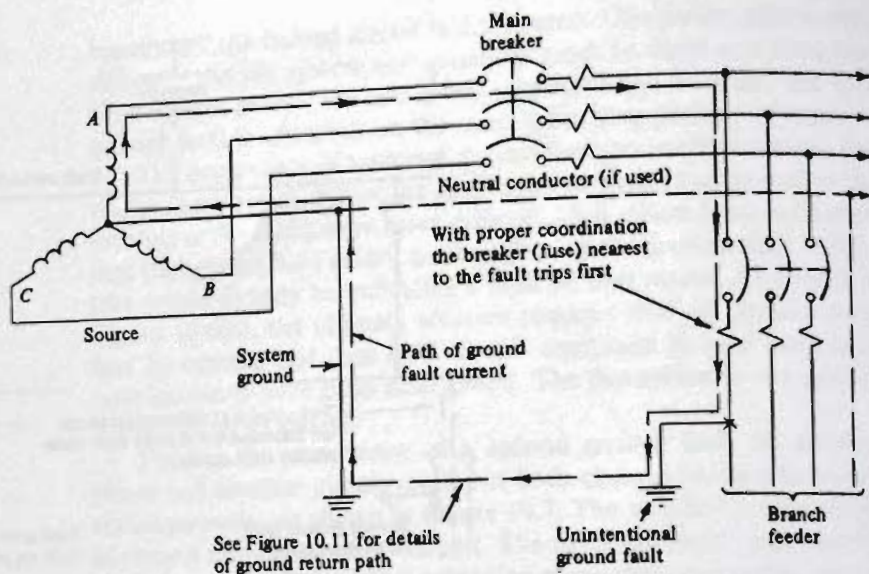 Main
breaker
A
Neutral conductor (if used)
With proper coordination
the breaker (fuse) nearest
to the fault trips first
C
B
Source
System
ground
Path of ground
fault current
See Figure 10.11 for details
of ground return path
Unintentional
ground fault
Branch
feeder